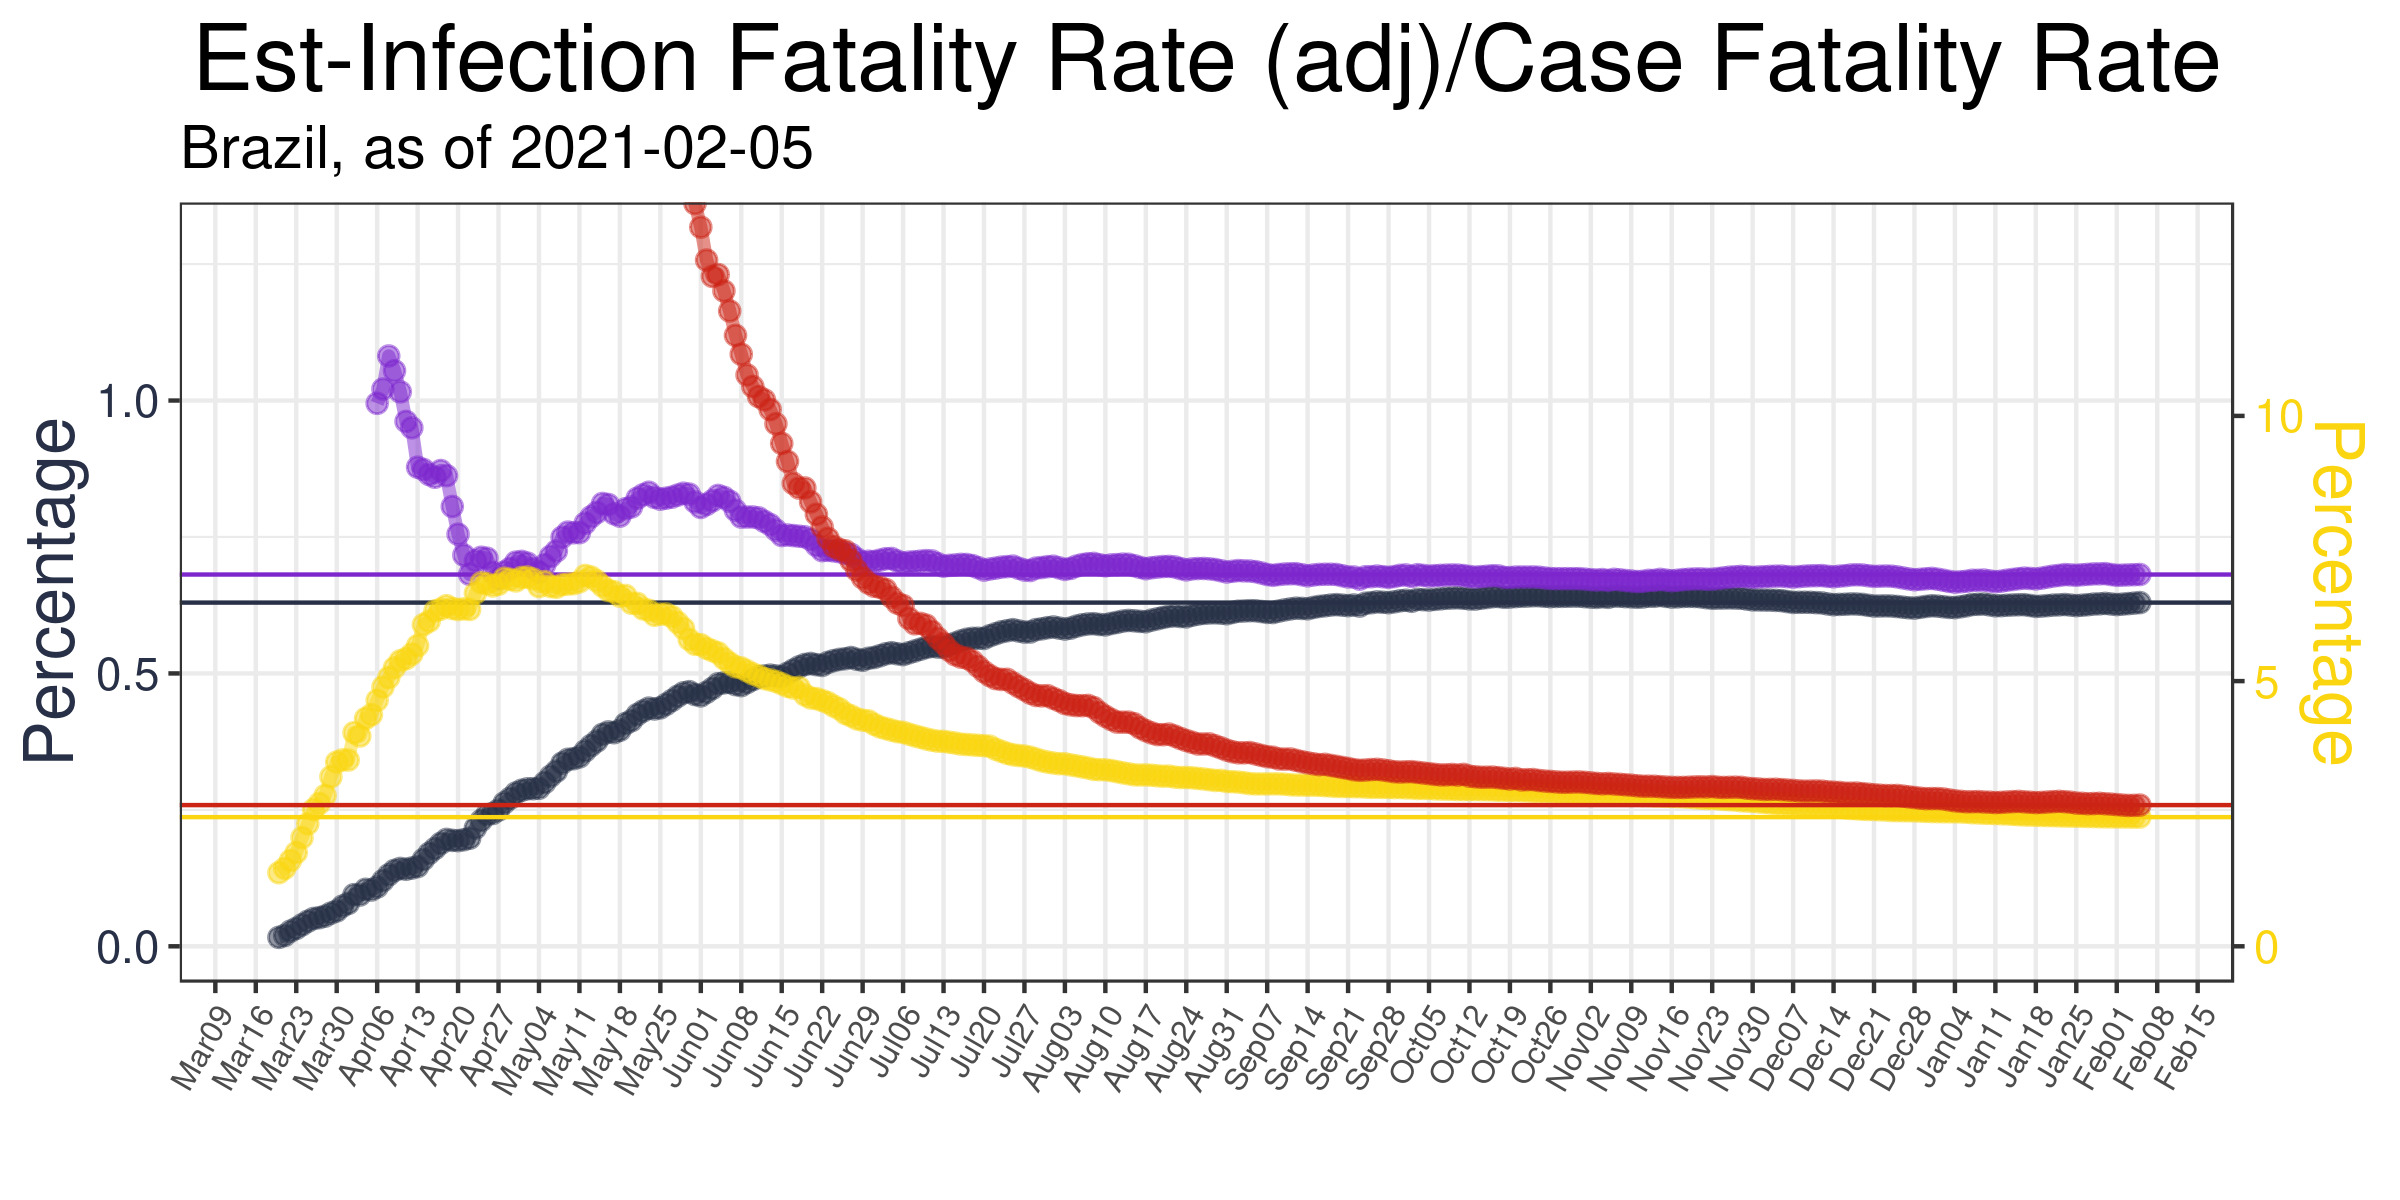 Est-Infection Fatality Rate (adj)/Case Fatality Rate
Brazil, as of 2021-02-05
Percentage
1.0
0.5
0.0
10
5
0
Percentage
Mar09
Mar16
Mar23
Mar30
Apr06
Apr13
Apr20
Apr27
May04
May11
May18
May25
Jun01
Jun08
Jun15
Jun22
Jun29
Jul06
Jul13
Jul20
Jul27
Aug03
Aug10
Aug17
Aug24
Aug31
Sep07
Sep14
Sep21
Sep28
Oct05
Oct12
Oct19
Oct26
Nov02
Nov09
Nov16
Nov23
Nov30
Dec07
Dec14
Dec21
Dec28
Jan04
Jan11
Jan18
Jan25
Feb01
Feb08
Feb15